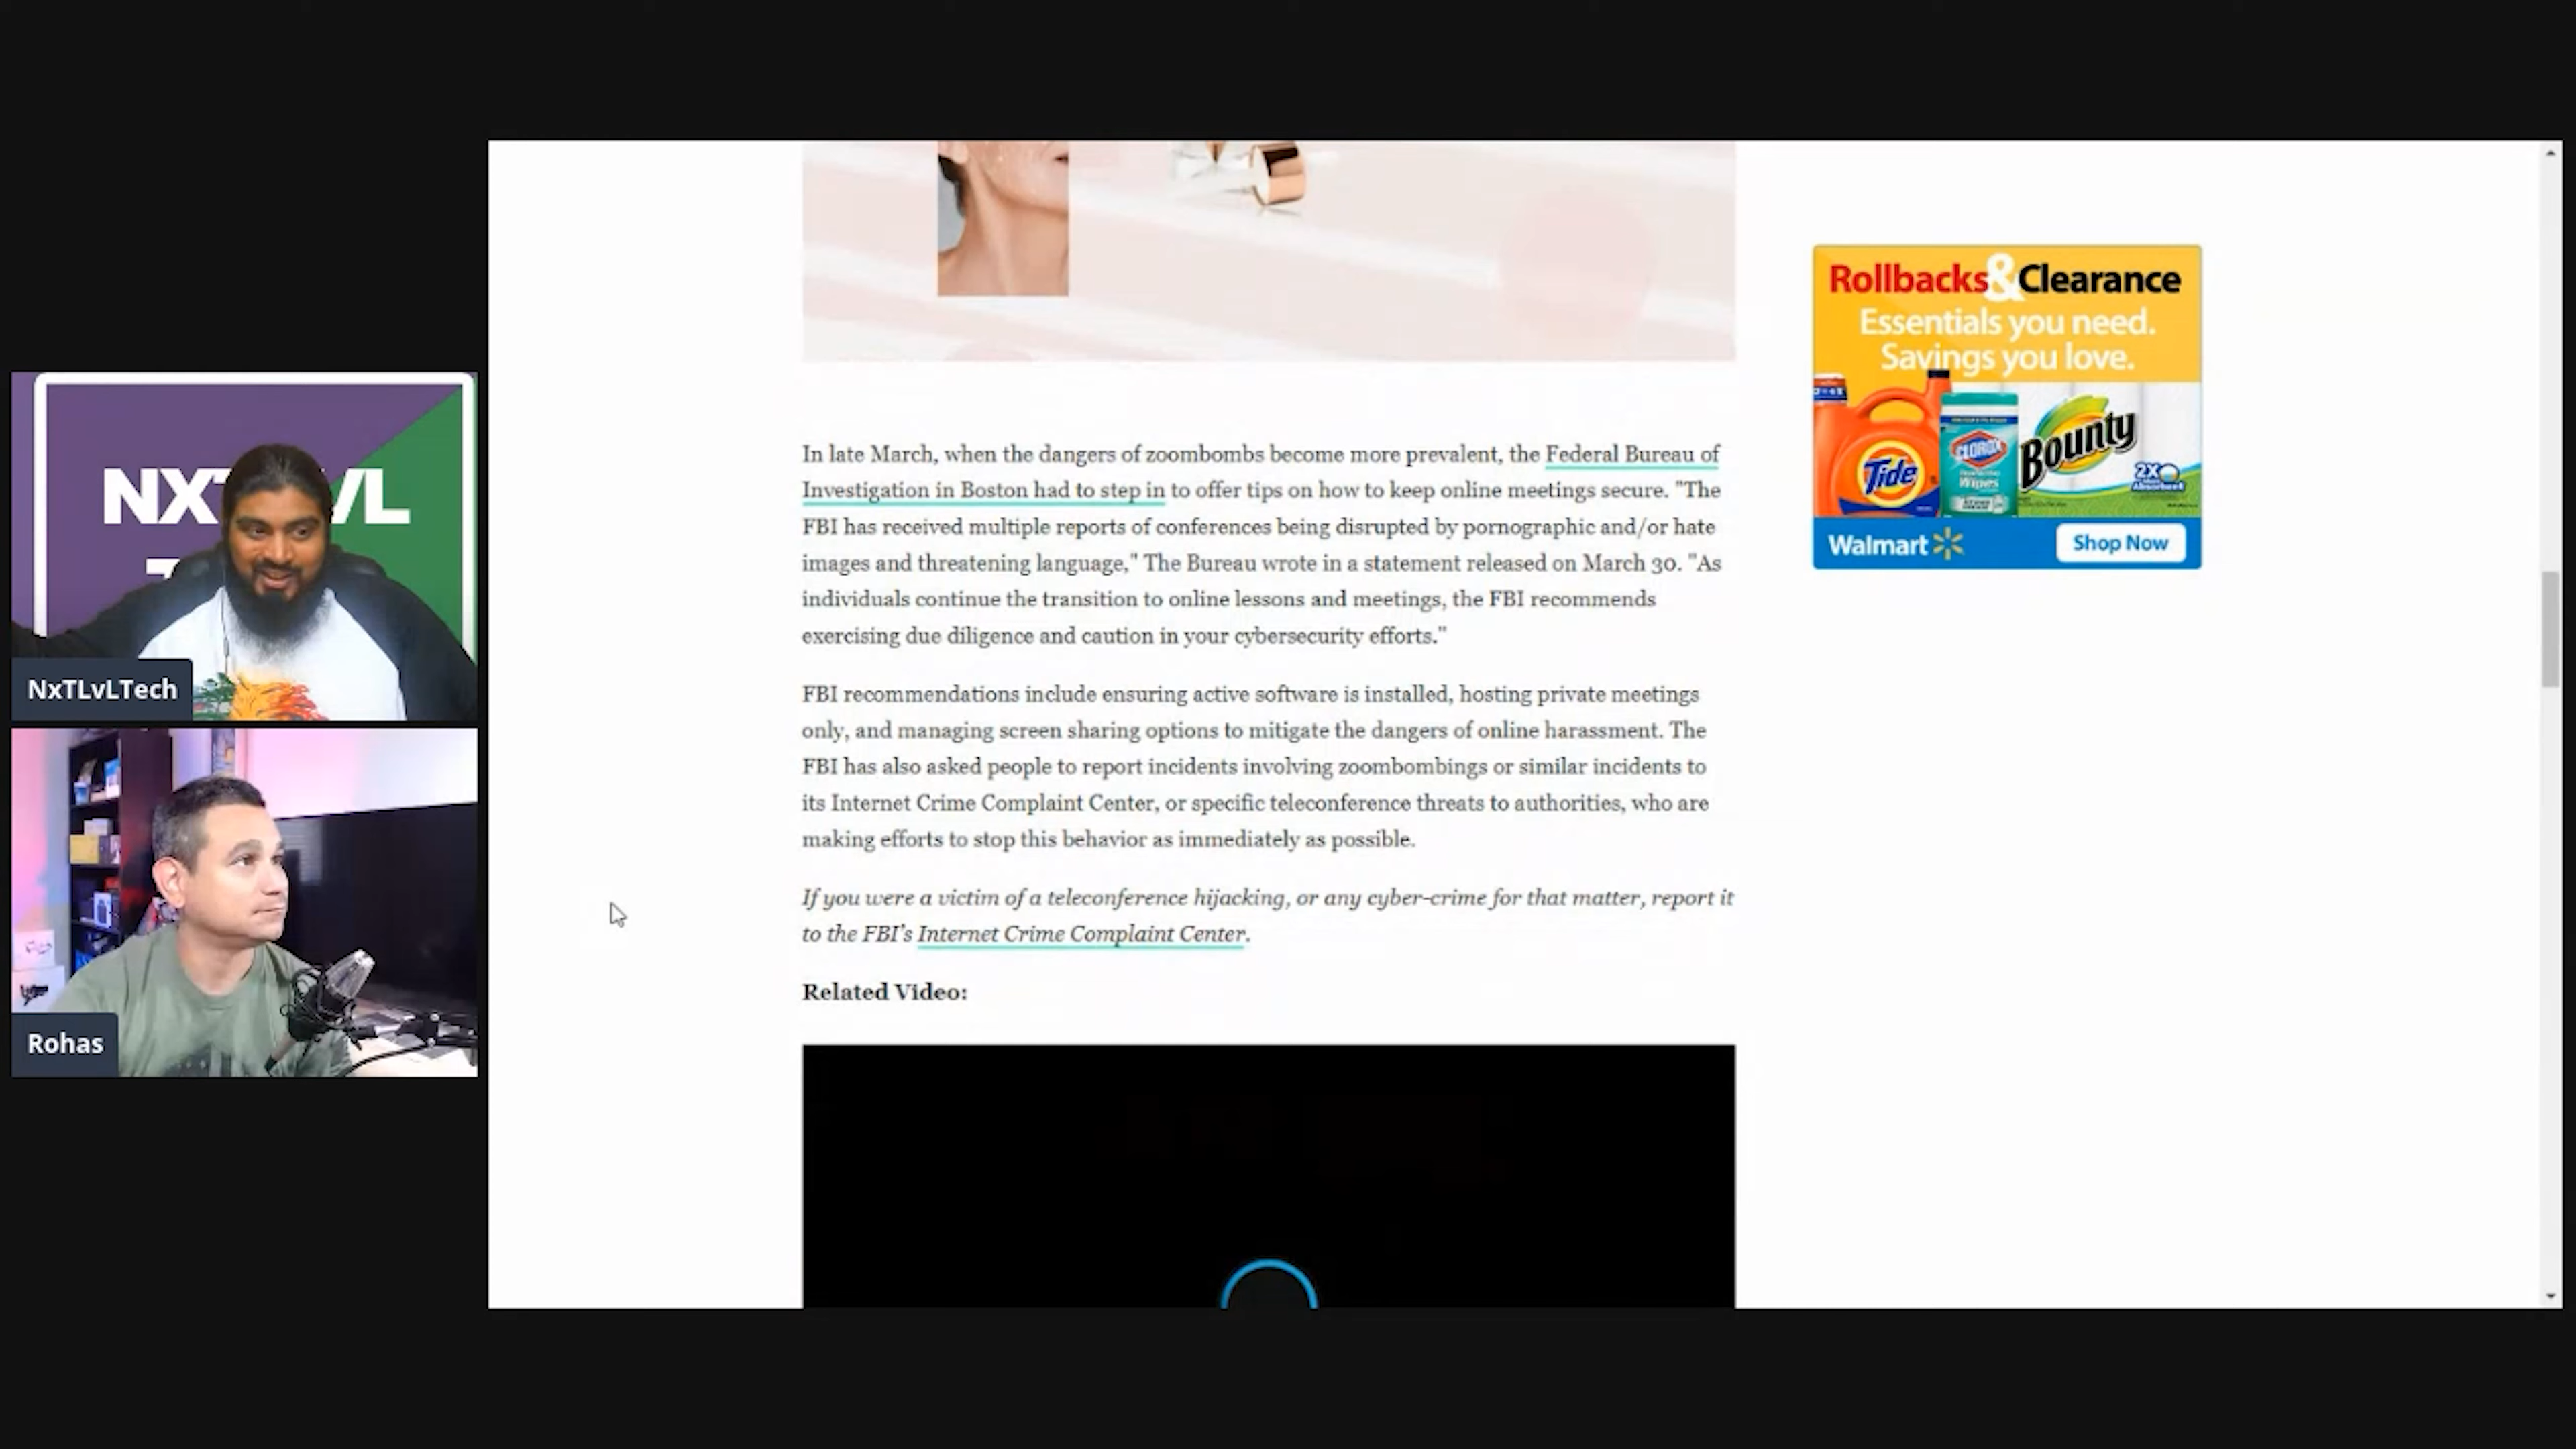 Rollbacks & Clearance
Essentials you need.
Savings you love.
Tide
CLOROX
Wipes
Bounty
2X
Absorbent
Walmart
Shop Now
NXT VL
NxTLvLTech
Rohas
In late March, when the dangers of zoombombs become more prevalent, the Federal Bureau of
Investigation in Boston had to step in to offer tips on how to keep online meetings secure. "The
FBI has received multiple reports of conferences being disrupted by pornographic and/or hate
images and threatening language," The Bureau wrote in a statement released on March 30. "As
individuals continue the transition to online lessons and meetings, the FBI recommends
exercising due diligence and caution in your cybersecurity efforts."
FBI recommendations include ensuring active software is installed, hosting private meetings
only, and managing screen sharing options to mitigate the dangers of online harassment. The
FBI has also asked people to report incidents involving zoombombings or similar incidents to
its Internet Crime Complaint Center, or specific teleconference threats to authorities, who are
making efforts to stop this behavior as immediately as possible.
If you were a victim of a teleconference hijacking, or any cyber-crime for that matter, report it
to the FBI's Internet Crime Complaint Center.
Related Video: